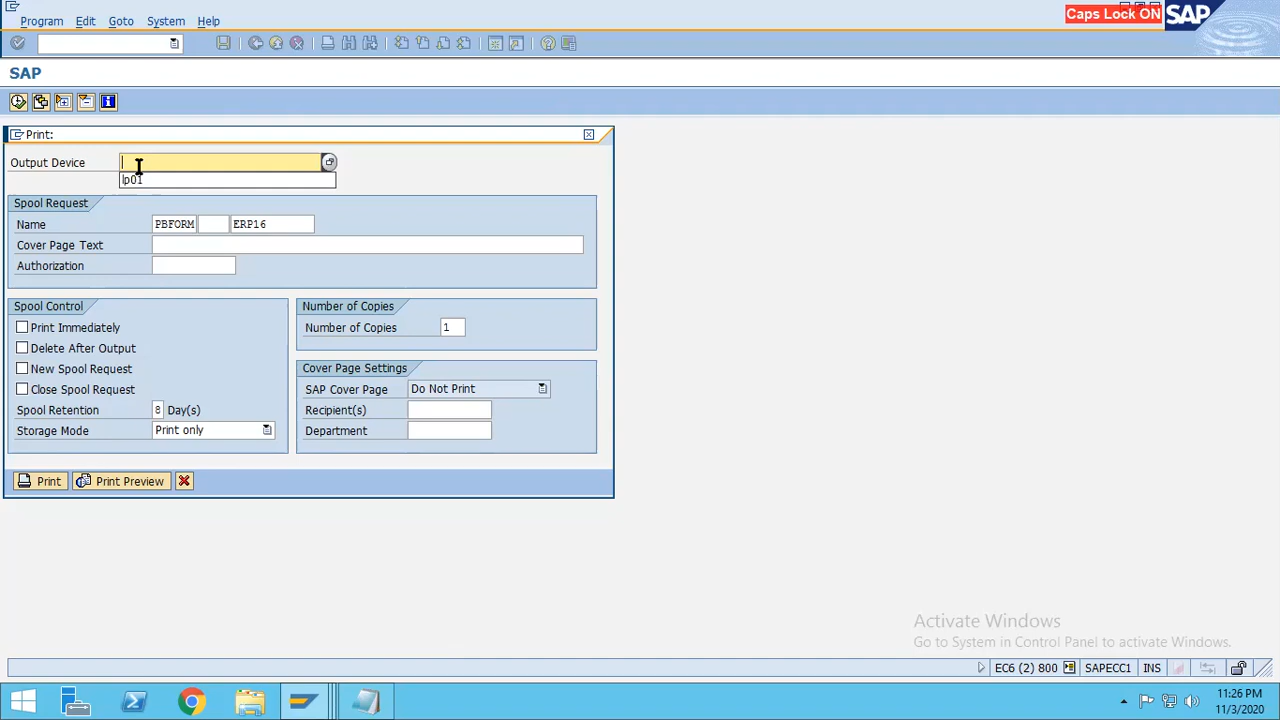 Program Edit Goto System Help
Caps Lock ON
SAP
SAP
Print:
Output Device
lp01
Spool Request
Name PBFORM ERP16
Cover Page Text
Authorization
Spool Control
Print Immediately
Delete After Output
New Spool Request
Close Spool Request
Spool Retention 8 Day(s)
Storage Mode Print only
Number of Copies
Number of Copies 1
Cover Page Settings
SAP Cover Page Do Not Print
Recipient(s)
Department
Print Print Preview
Activate Windows
Go to System in Control Panel to activate Windows.
EC6 (2) 800 SAPECC1 INS
11:26 PM
11/3/2020